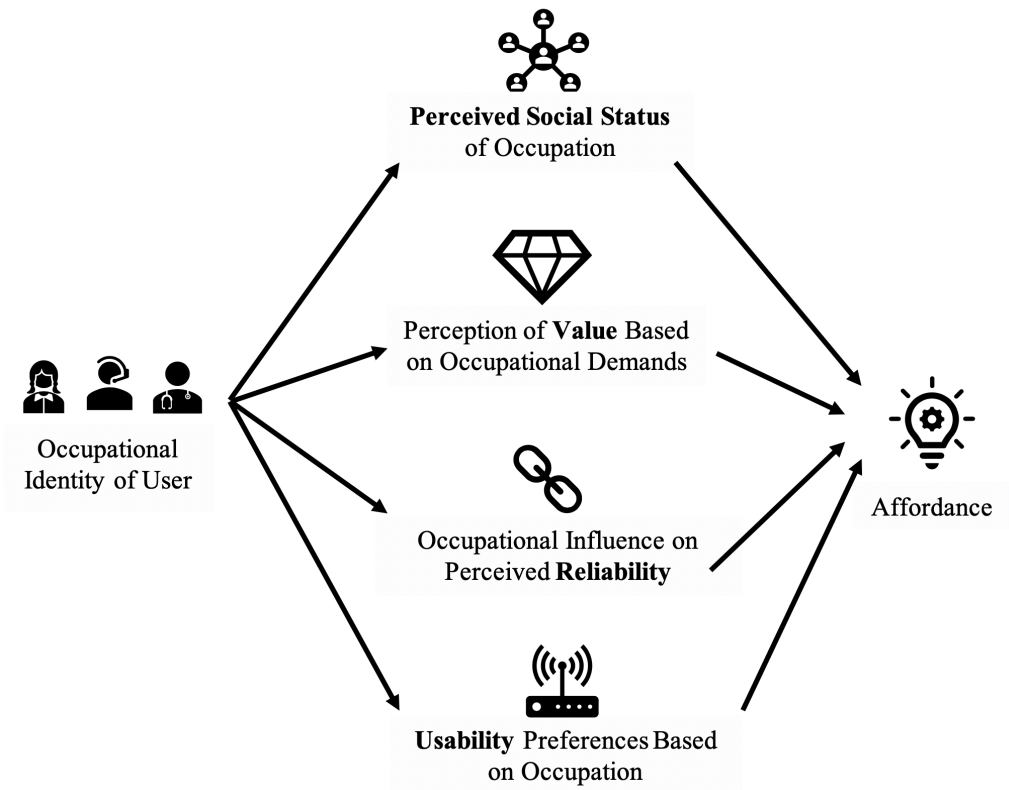 Perceived Social Status
of Occupation
Perception of Value Based
on Occupational Demands
Occupational
Identity of User
Affordance
Occupational Influence on
Perceived Reliability
Usability Preferences Based
on Occupation